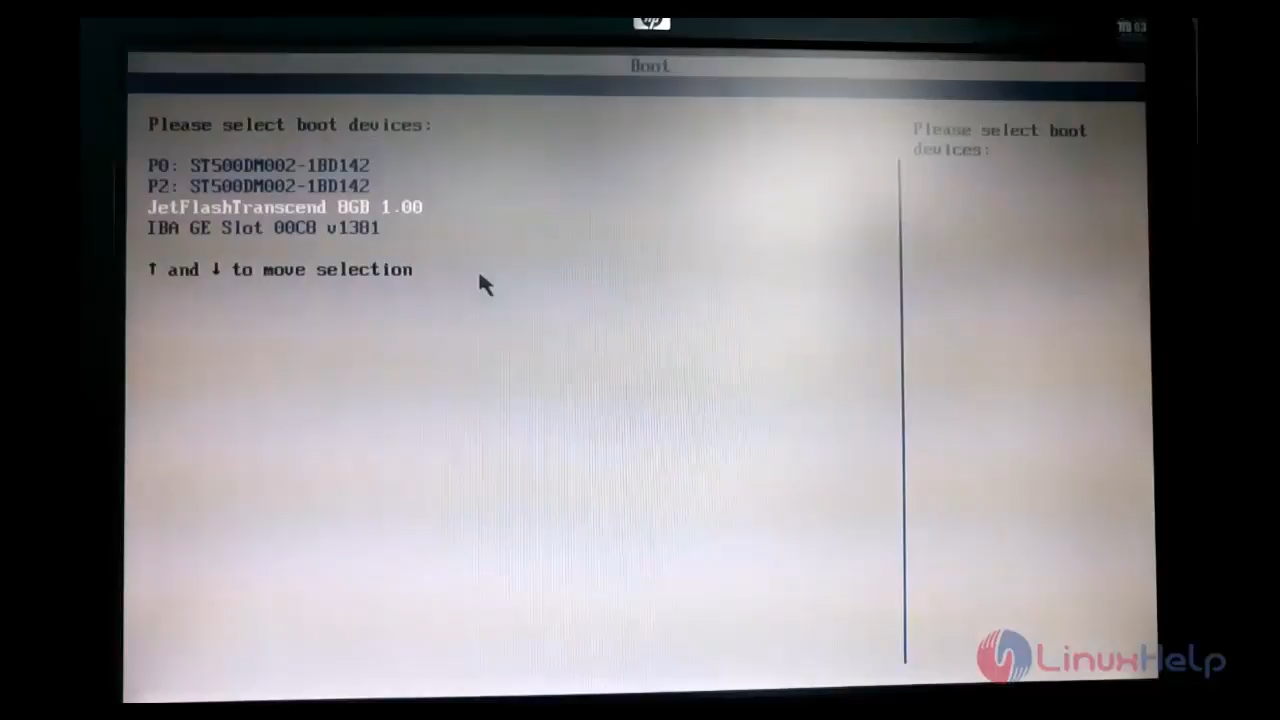 hp
Boot
Please select boot devices:
P0: ST500DM002-1BD142
P2: ST500DM002-1BD142
JetFlashTranscend 8GB 1.00
IBA GE Slot 00C8 v1381
↑ and ↓ to move selection
Please select boot
devices:
LinuxHelp